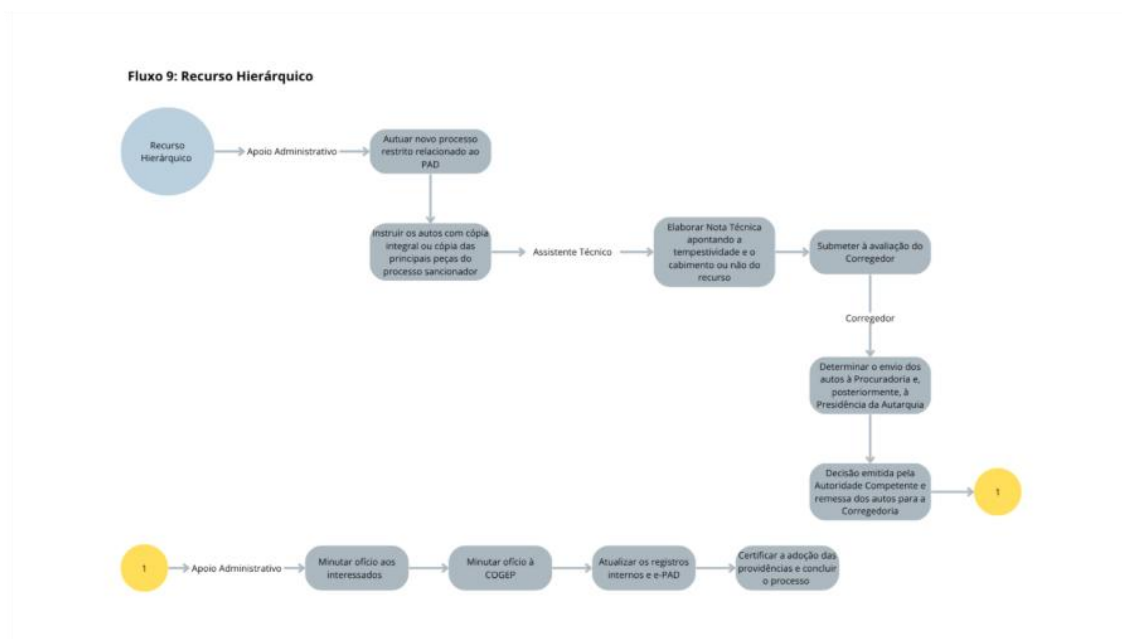 Fluxo 9: Recurso Hierárquico
Recurso
Hierárquico
Apoio Administrativo
Autuar novo processo
restrito relacionado ao
PAD
Instruir os autos com cópia
integral ou cópia das
principais peças do
processo sancionador
Assistente Técnico
Elaborar Nota Técnica
apontando a
tempestividade e o
cabimento ou não do
recurso
Submeter à avaliação do
Corregedor
Corregedor
Determinar o envio dos
autos à Procuradoria e,
posteriormente, à
Presidência da Autarquia
Decisão emitida pela
Autoridade Competente e
remessa dos autos para a
Corregedoria
1
1
Apoio Administrativo
Minutar ofício aos
interessados
Minutar ofício à
COGEP
Atualizar os registros
internos e e-PAD
Certificar a adoção das
providências e concluir
o processo